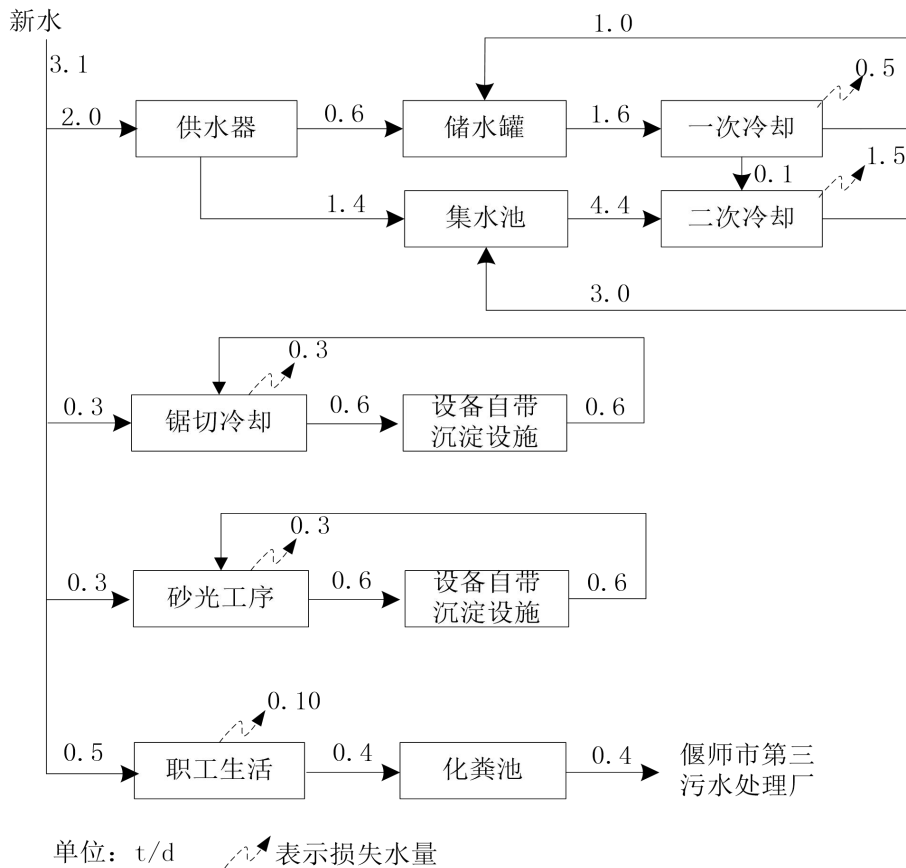 新水
3.1
1.0
0.5
2.0
供水器
0.6
储水罐
1.6
一次冷却
0.1
1.5
1.4
集水池
4.4
二次冷却
3.0
0.3
0.3
锯切冷却
0.6
设备自带
沉淀设施
0.6
0.3
0.3
砂光工序
0.6
设备自带
沉淀设施
0.6
0.10
0.5
职工生活
0.4
化粪池
0.4
偃师市第三
污水处理厂
单位：t/d
表示损失水量